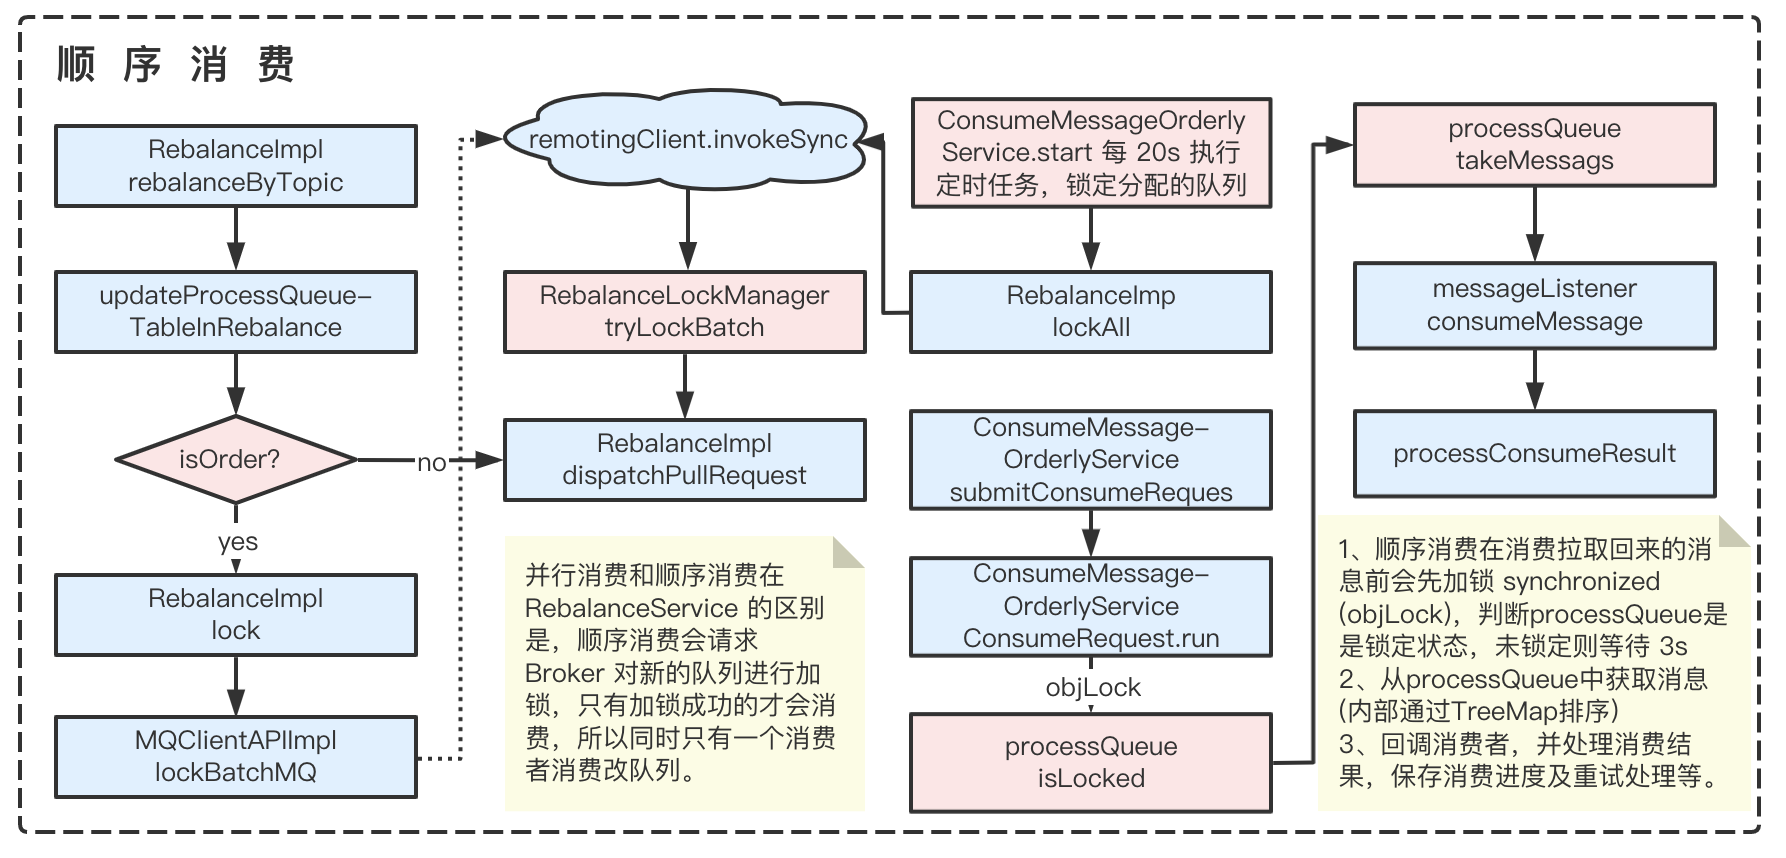 顺 序 消 费
RebalanceImpl
rebalanceByTopic
updateProcessQueue-
TableInRebalance
isOrder?
no
yes
RebalanceImpl
lock
MQClientAPIImpl
lockBatchMQ
remotingClient.invokeSync
RebalanceLockManager
tryLockBatch
RebalanceImpl
dispatchPullRequest
并行消费和顺序消费在
RebalanceService 的区别
是，顺序消费会请求
Broker 对新的队列进行加
锁，只有加锁成功的才会消
费，所以同时只有一个消费
者消费改队列。
ConsumeMessageOrderly
Service.start 每 20s 执行
定时任务，锁定分配的队列
RebalanceImp
lockAll
ConsumeMessage-
OrderlyService
submitConsumeReques
ConsumeMessage-
OrderlyService
ConsumeRequest.run
objLock
processQueue
isLocked
processQueue
takeMessags
messageListener
consumeMessage
processConsumeResult
1、顺序消费在消费拉取回来的消
息前会先加锁 synchronized
(objLock)，判断processQueue是
是锁定状态，未锁定则等待 3s
2、从processQueue中获取消息
(内部通过TreeMap排序)
3、回调消费者，并处理消费结
果，保存消费进度及重试处理等。